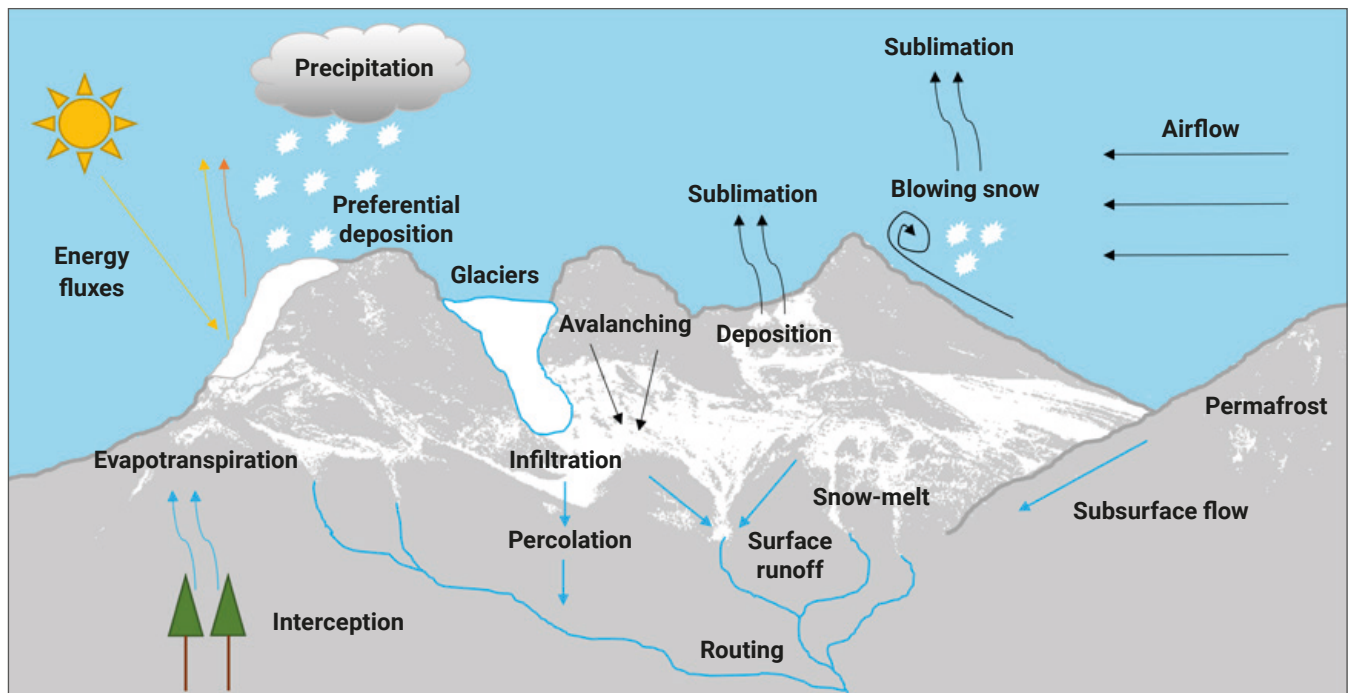 Sublimation
Precipitation
Airflow
Blowing snow
Sublimation
Preferential
deposition
Energy
fluxes
Glaciers
Avalanching
Deposition
Permafrost
Evapotranspiration
Infiltration
Snow-melt
Subsurface flow
Percolation
Surface
runoff
Interception
Routing